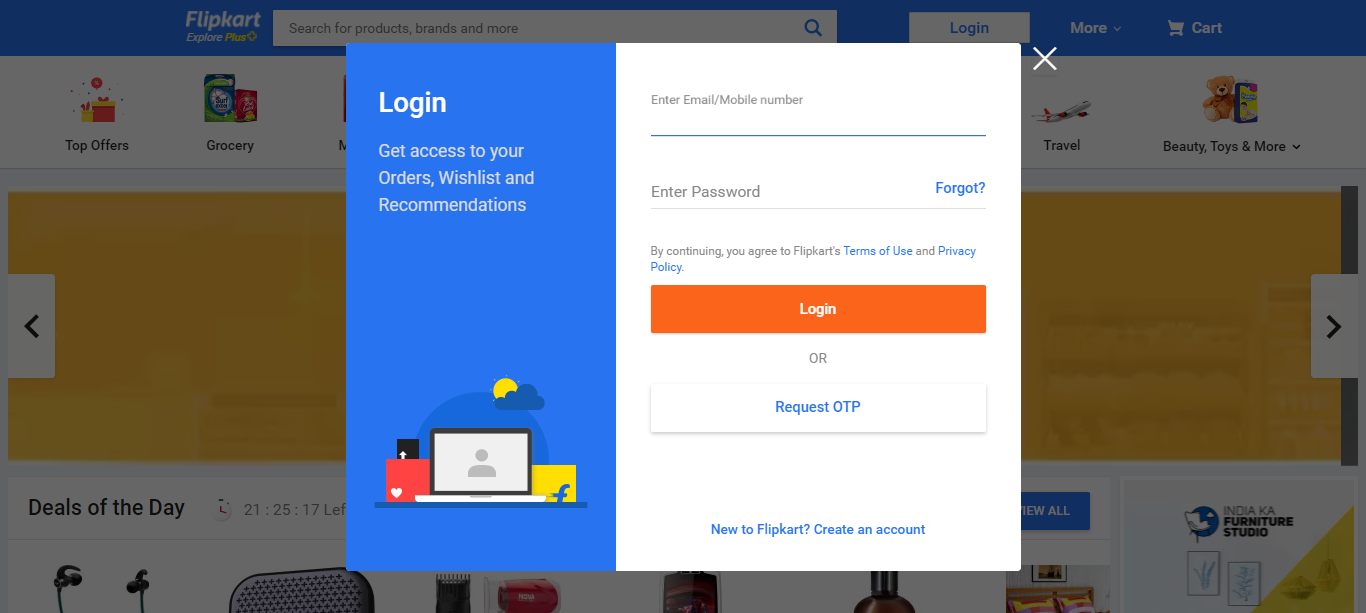 Flipkart
Explore Plus
Search for products, brands and more
Login
More
Cart
Top Offers
Grocery
M
Travel
Beauty, Toys & More
Login
Get access to your
Orders, Wishlist and
Recommendations
Enter Email/Mobile number
Enter Password
Forgot?
By continuing, you agree to Flipkart's Terms of Use and Privacy
Policy.
Login
OR
Request OTP
New to Flipkart? Create an account
Deals of the Day
21 : 25 : 17 Lef
VIEW ALL
INDIA KA
FURNITURE
STUDIO
NOVA